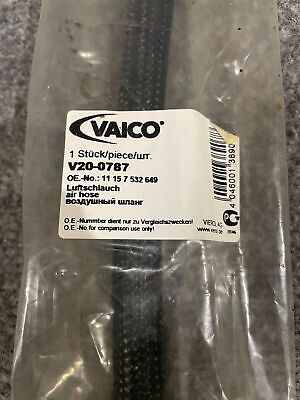 VAICO
1 Stück/piece/шт.
V20-0787
OE.-No.: 11 15 7 532 649
Luftschlauch
air hose
воздушный шланг
O.E.-Nummber dient nur zu Vergleichszwecken!
O.E.-No. for comparison use only!
4 046001 3890